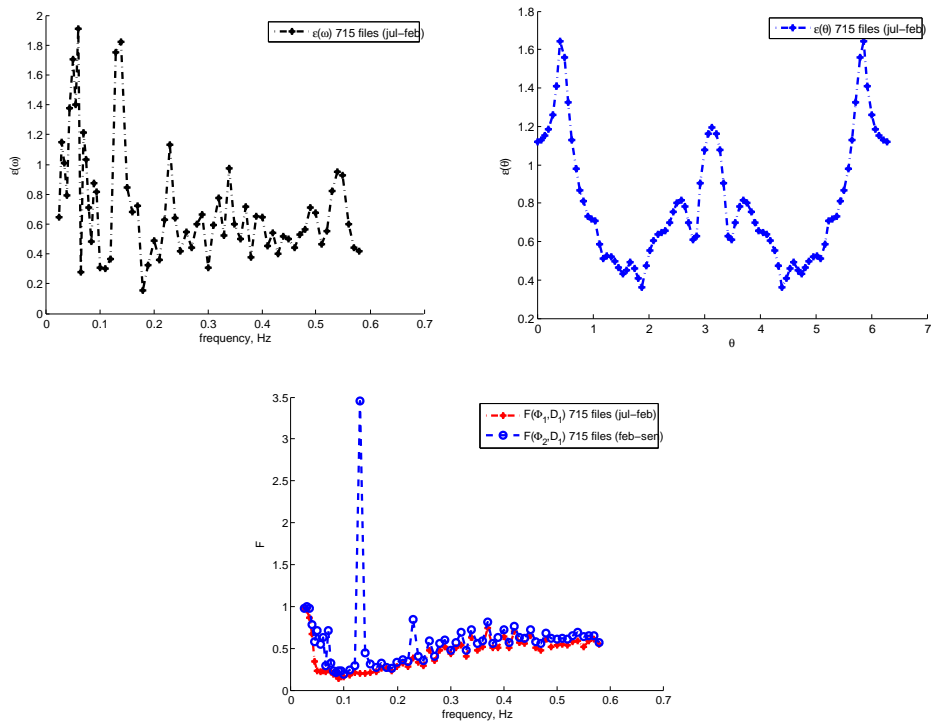 2
1.8
1.6
1.4
1.2
1
0.8
0.6
0.4
0.2
0
ε(ω)
0 0.1 0.2 0.3 0.4 0.5 0.6 0.7
frequency, Hz
ε(ω) 715 files (jul−feb)
1.8
1.6
1.4
1.2
1
0.8
0.6
0.4
0.2
ε(θ)
0 1 2 3 4 5 6 7
θ
ε(θ) 715 files (jul−feb)
3.5
3
2.5
2
1.5
1
0.5
0
F
0 0.1 0.2 0.3 0.4 0.5 0.6 0.7
frequency, Hz
F(Φ₁,D₁) 715 files (jul−feb)
F(Φ₂,D₁) 715 files (feb−sen)